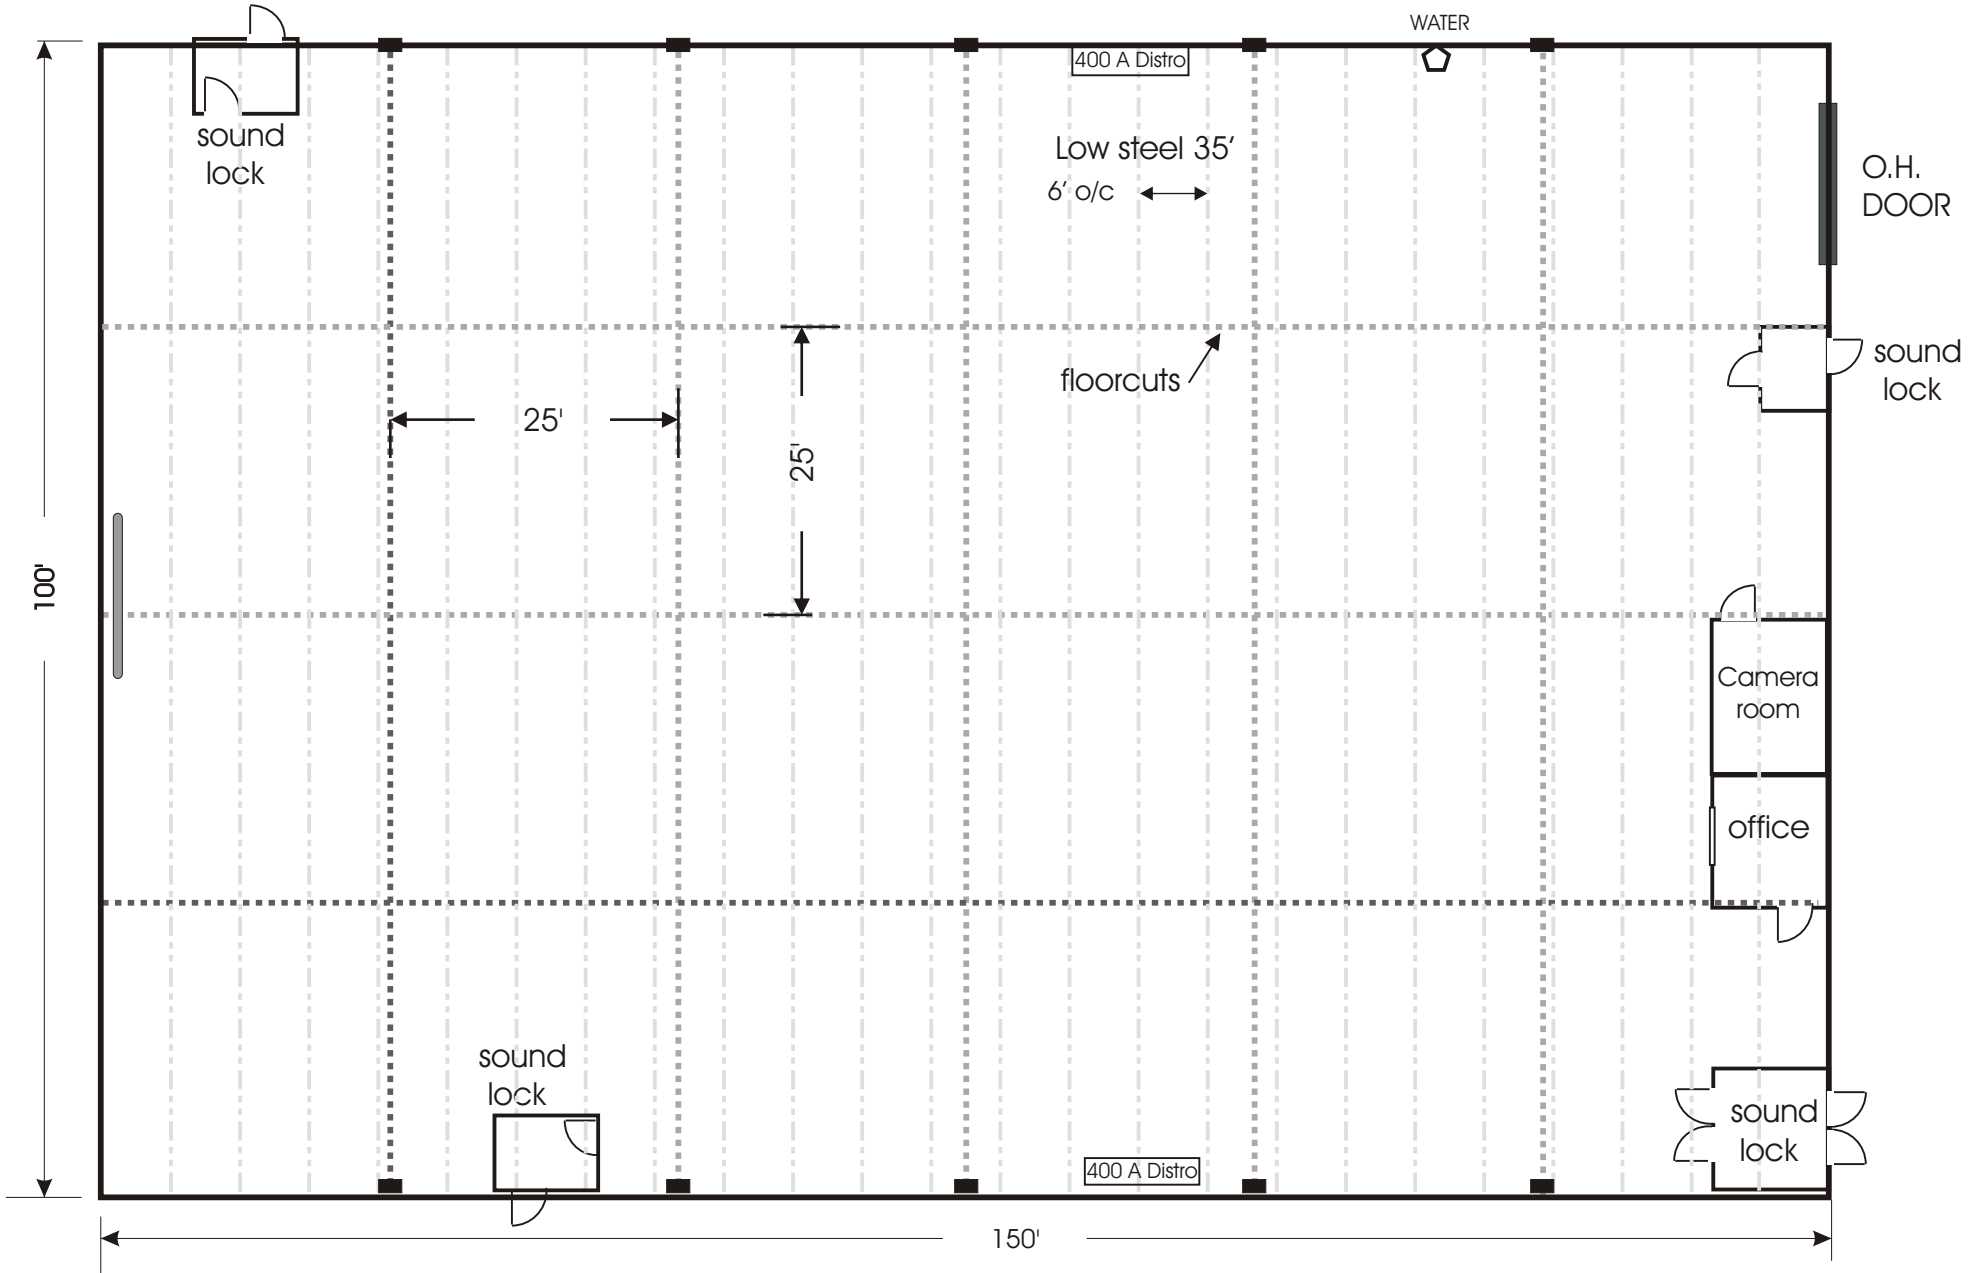 WATER
400 A Distro
sound
lock
Low steel 35’
6’ o/c
O.H.
DOOR
floorcuts
sound
lock
25'
25'
100'
Camera
room
office
sound
lock
sound
lock
400 A Distro
150'